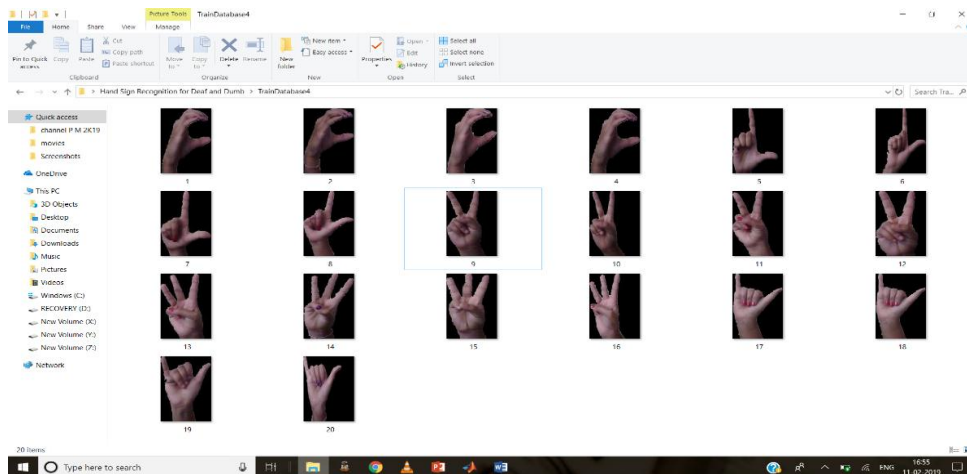 Picture Tools TrainDatabase4
File Home Share View Manage
Pin to Quick access
Copy
Paste
Cut
Copy path
Paste shortcut
Clipboard
Move to
Copy to
Delete
Rename
Organize
New folder
New item
Easy access
New
Properties
Open
Edit
History
Open
Select all
Select none
Invert selection
Select
Hand Sign Recognition for Deaf and Dumb > TrainDatabase4
Search Tra...
Quick access
channel P M 2K19
movies
Screenshots
OneDrive
This PC
3D Objects
Desktop
Documents
Downloads
Music
Pictures
Videos
Windows (C:)
RECOVERY (D:)
New Volume (X:)
New Volume (Y:)
New Volume (Z:)
Network
1 2 3 4 5 6
7 8 9 10 11 12
13 14 15 16 17 18
19 20
20 items
Type here to search
ENG
16:55
11-02-2019